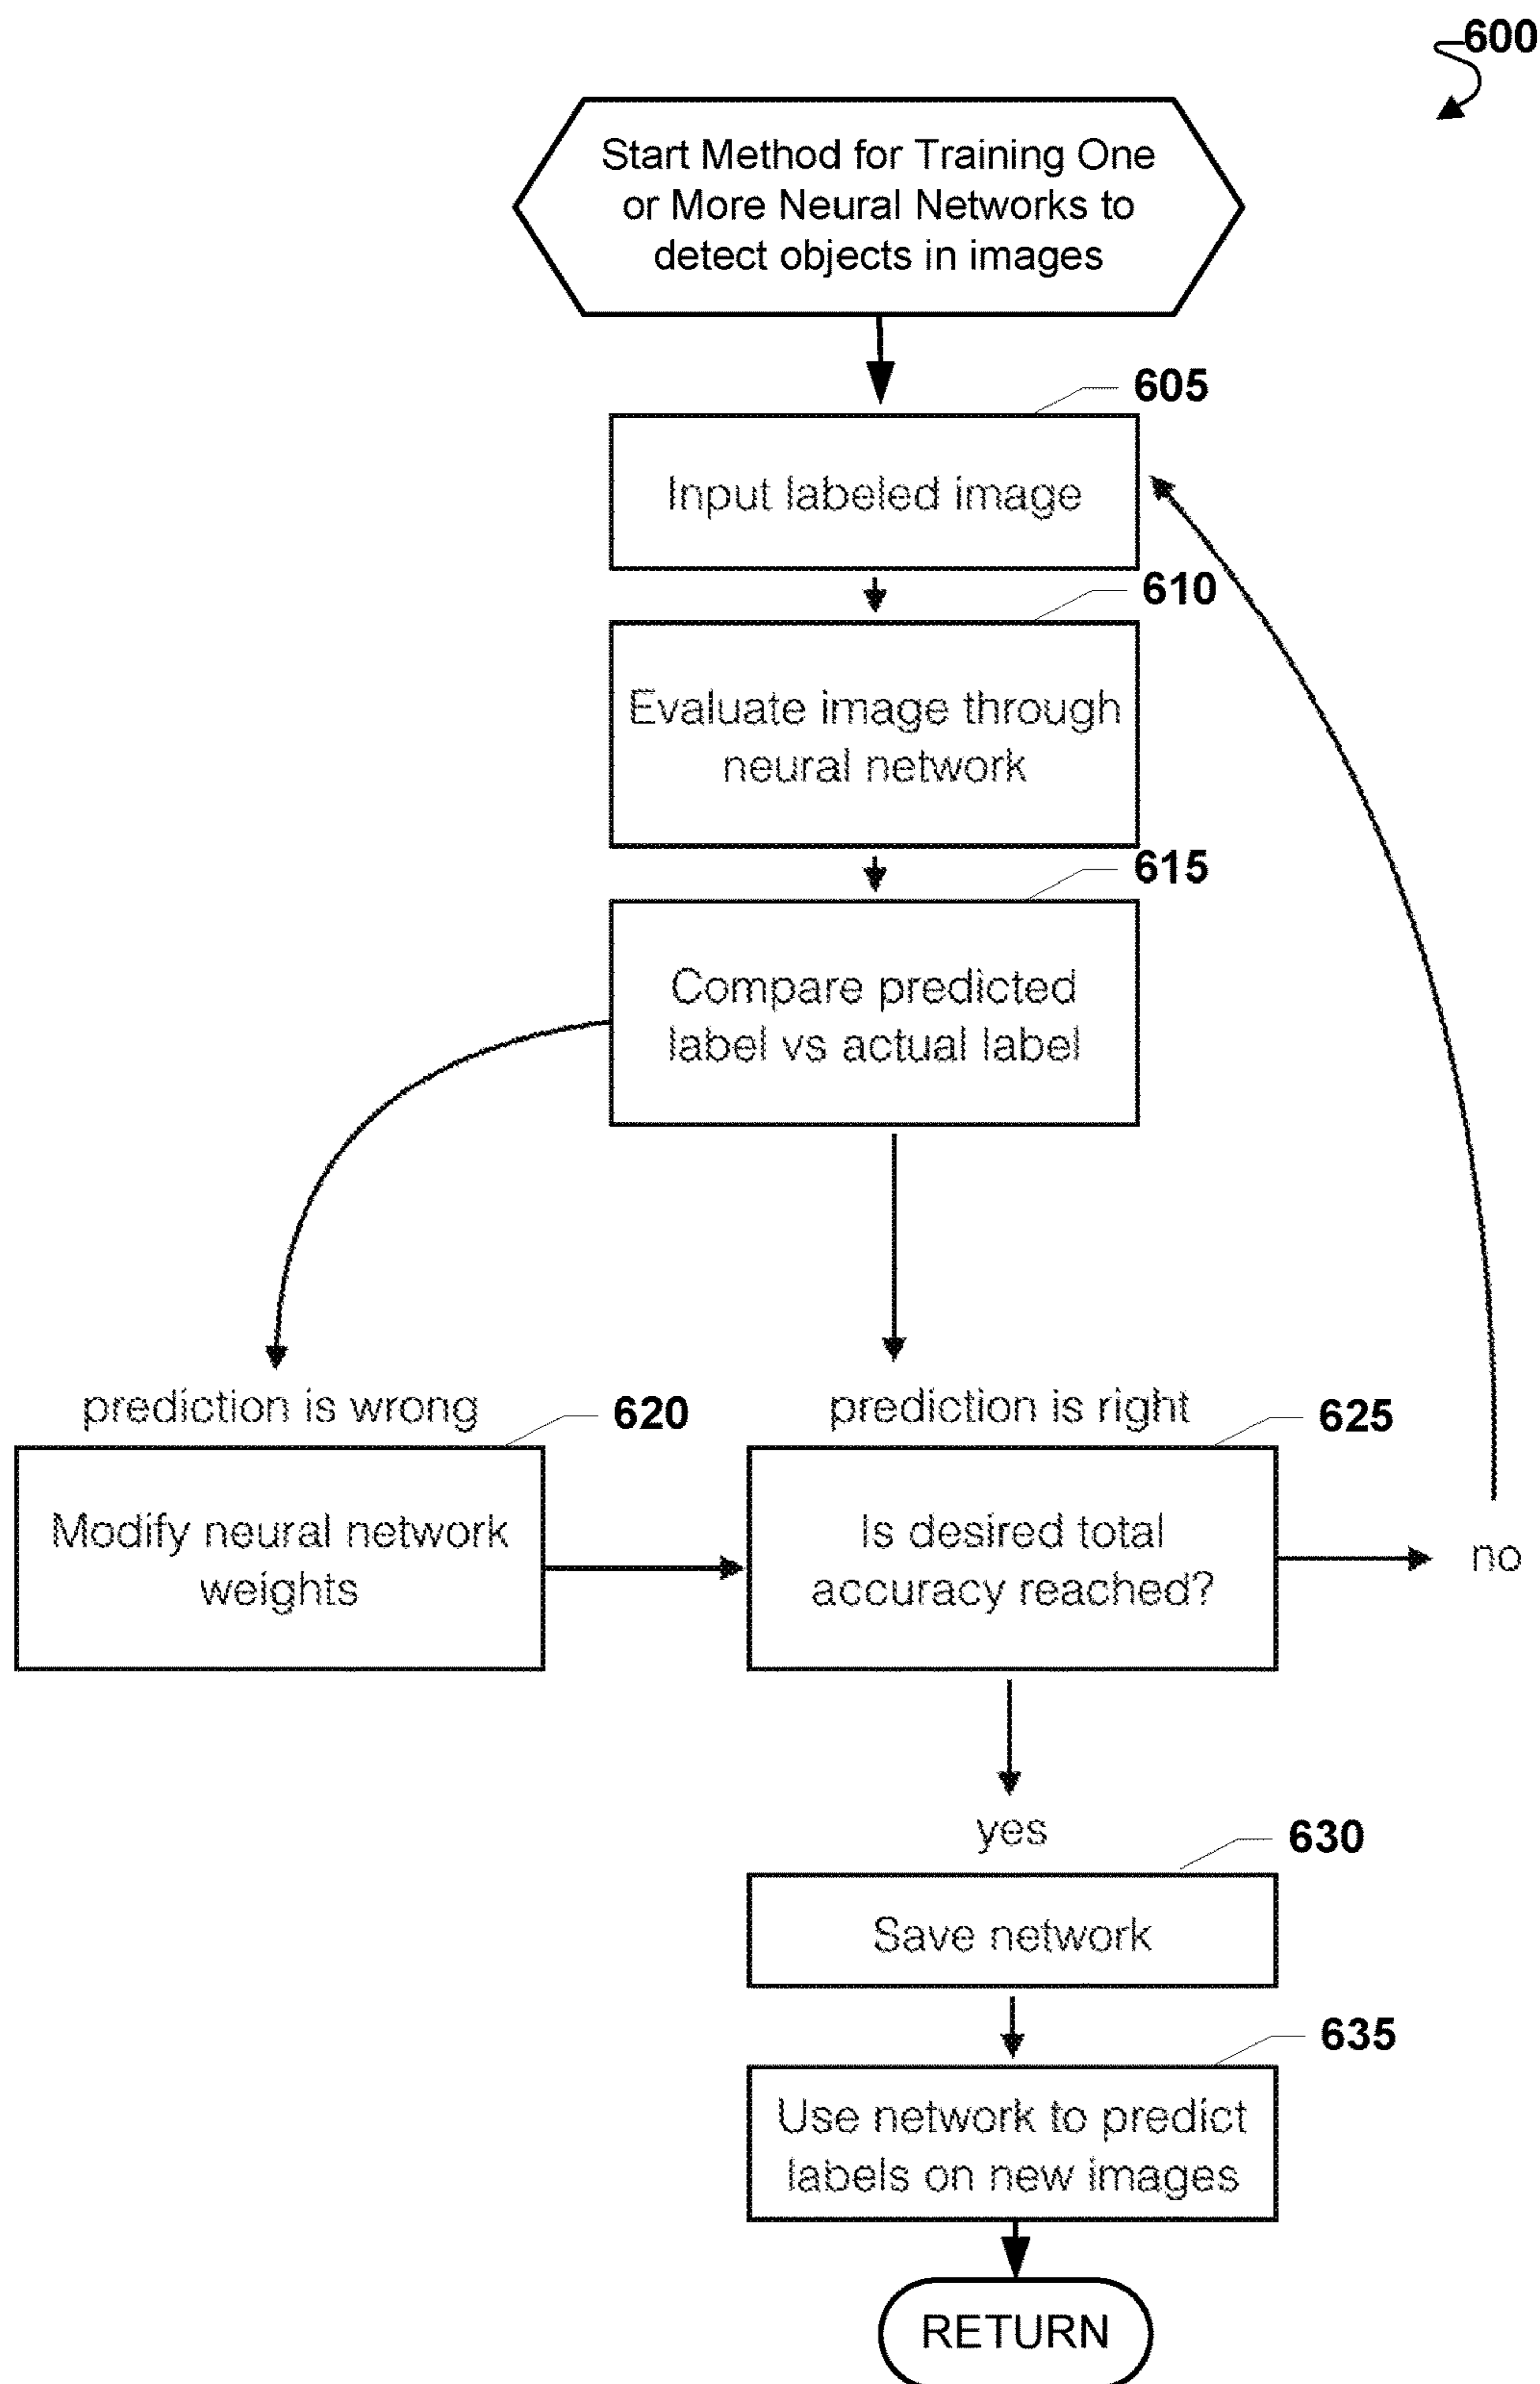 600
Start Method for Training One
or More Neural Networks to
detect objects in images
605
Input labeled image
610
Evaluate image through
neural network
615
Compare predicted
label vs actual label
prediction is wrong
620
Modify neural network
weights
prediction is right
625
Is desired total
accuracy reached?
no
yes
630
Save network
635
Use network to predict
labels on new images
RETURN